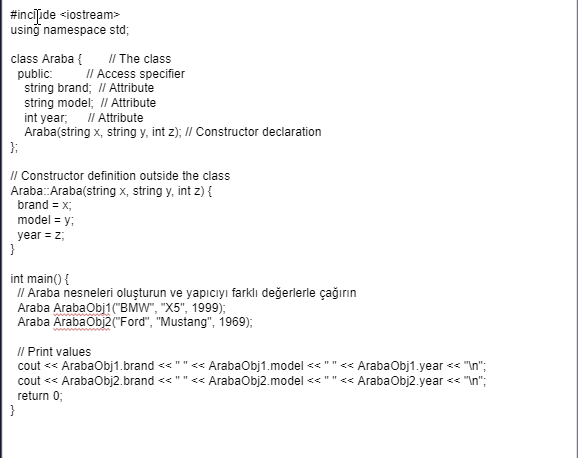 #include <iostream>
using namespace std;
class Araba {        // The class
  public:          // Access specifier
    string brand;  // Attribute
    string model;  // Attribute
    int year;      // Attribute
    Araba(string x, string y, int z); // Constructor declaration
};
// Constructor definition outside the class
Araba::Araba(string x, string y, int z) {
  brand = x;
  model = y;
  year = z;
}
int main() {
  // Araba nesneleri oluşturun ve yapıcıyı farklı değerlerle çağırın
  Araba ArabaObj1("BMW", "X5", 1999);
  Araba ArabaObj2("Ford", "Mustang", 1969);
  // Print values
  cout << ArabaObj1.brand << " " << ArabaObj1.model << " " << ArabaObj1.year << "\n";
  cout << ArabaObj2.brand << " " << ArabaObj2.model << " " << ArabaObj2.year << "\n";
  return 0;
}